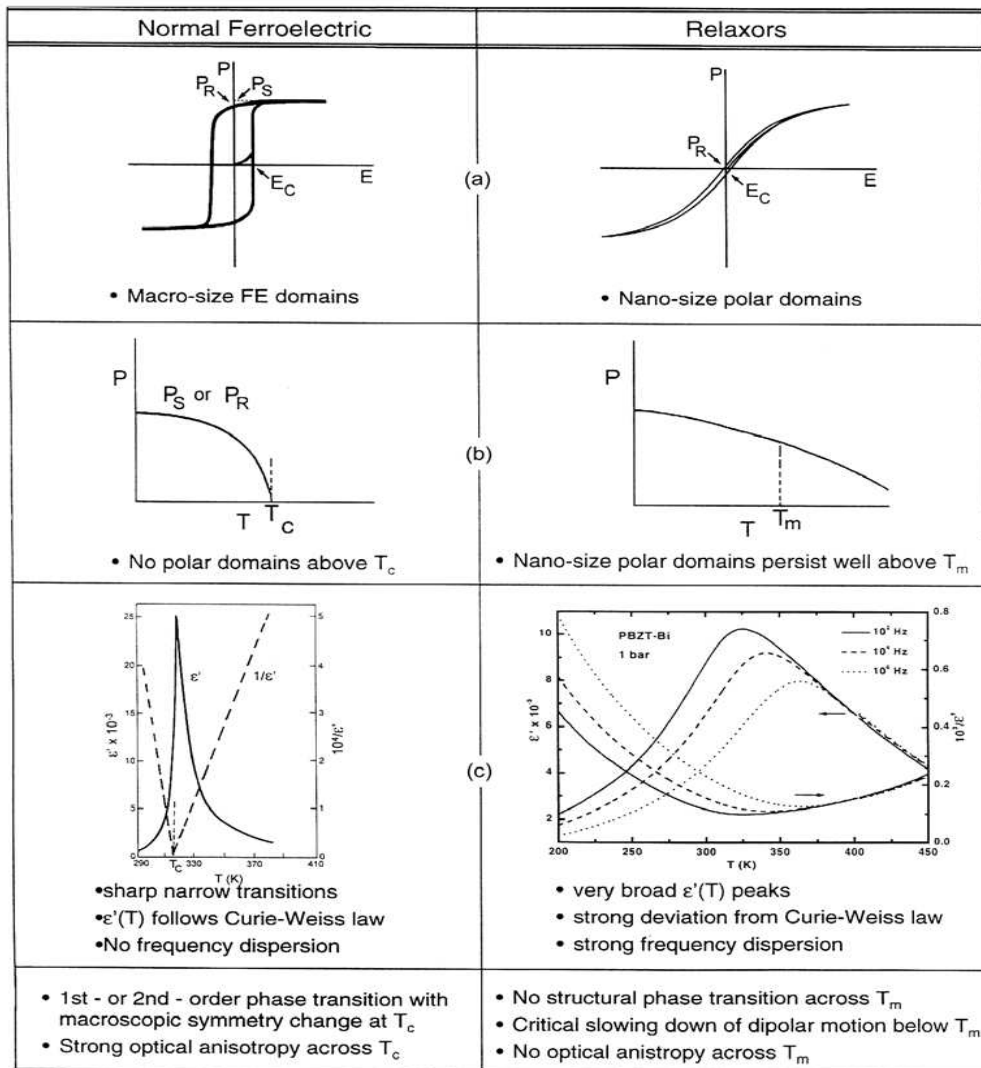 Normal Ferroelectric
Relaxors
P
P_R
P_S
E_C
E
• Macro-size FE domains
(a)
P
P_R
E_C
E
• Nano-size polar domains
P
P_S or P_R
T
T_c
• No polar domains above T_c
(b)
P
T
T_m
• Nano-size polar domains persist well above T_m
25
20
15
10
5
0
ε' x 10⁻³
ε'
1/ε'
5
4
3
2
1
0
10⁴/ε'
290
T_C
330
370
410
T (K)
•sharp narrow transitions
•ε'(T) follows Curie-Weiss law
•No frequency dispersion
(c)
10
8
6
4
2
ε' x 10⁻³
PBZT-Bi
1 bar
10² Hz
10⁴ Hz
10⁶ Hz
0.8
0.6
0.4
0.2
0.0
10³/ε'
200
250
300
350
400
450
T (K)
• very broad ε'(T) peaks
• strong deviation from Curie-Weiss law
• strong frequency dispersion
• 1st - or 2nd - order phase transition with
macroscopic symmetry change at T_c
• Strong optical anisotropy across T_c
• No structural phase transition across T_m
• Critical slowing down of dipolar motion below T_m
• No optical anistropy across T_m